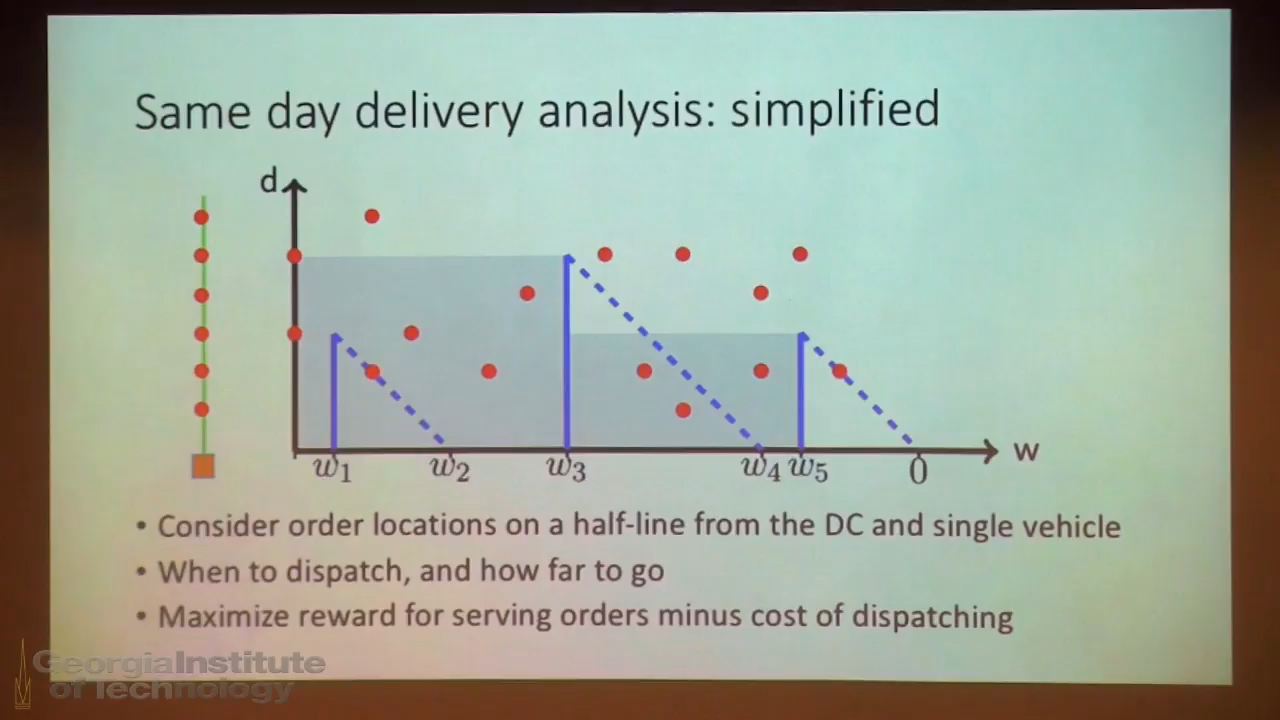 Same day delivery analysis: simplified
d
w
w1 w2 w3 w4 w5 0
• Consider order locations on a half-line from the DC and single vehicle
• When to dispatch, and how far to go
• Maximize reward for serving orders minus cost of dispatching
Georgia Institute
of Technology